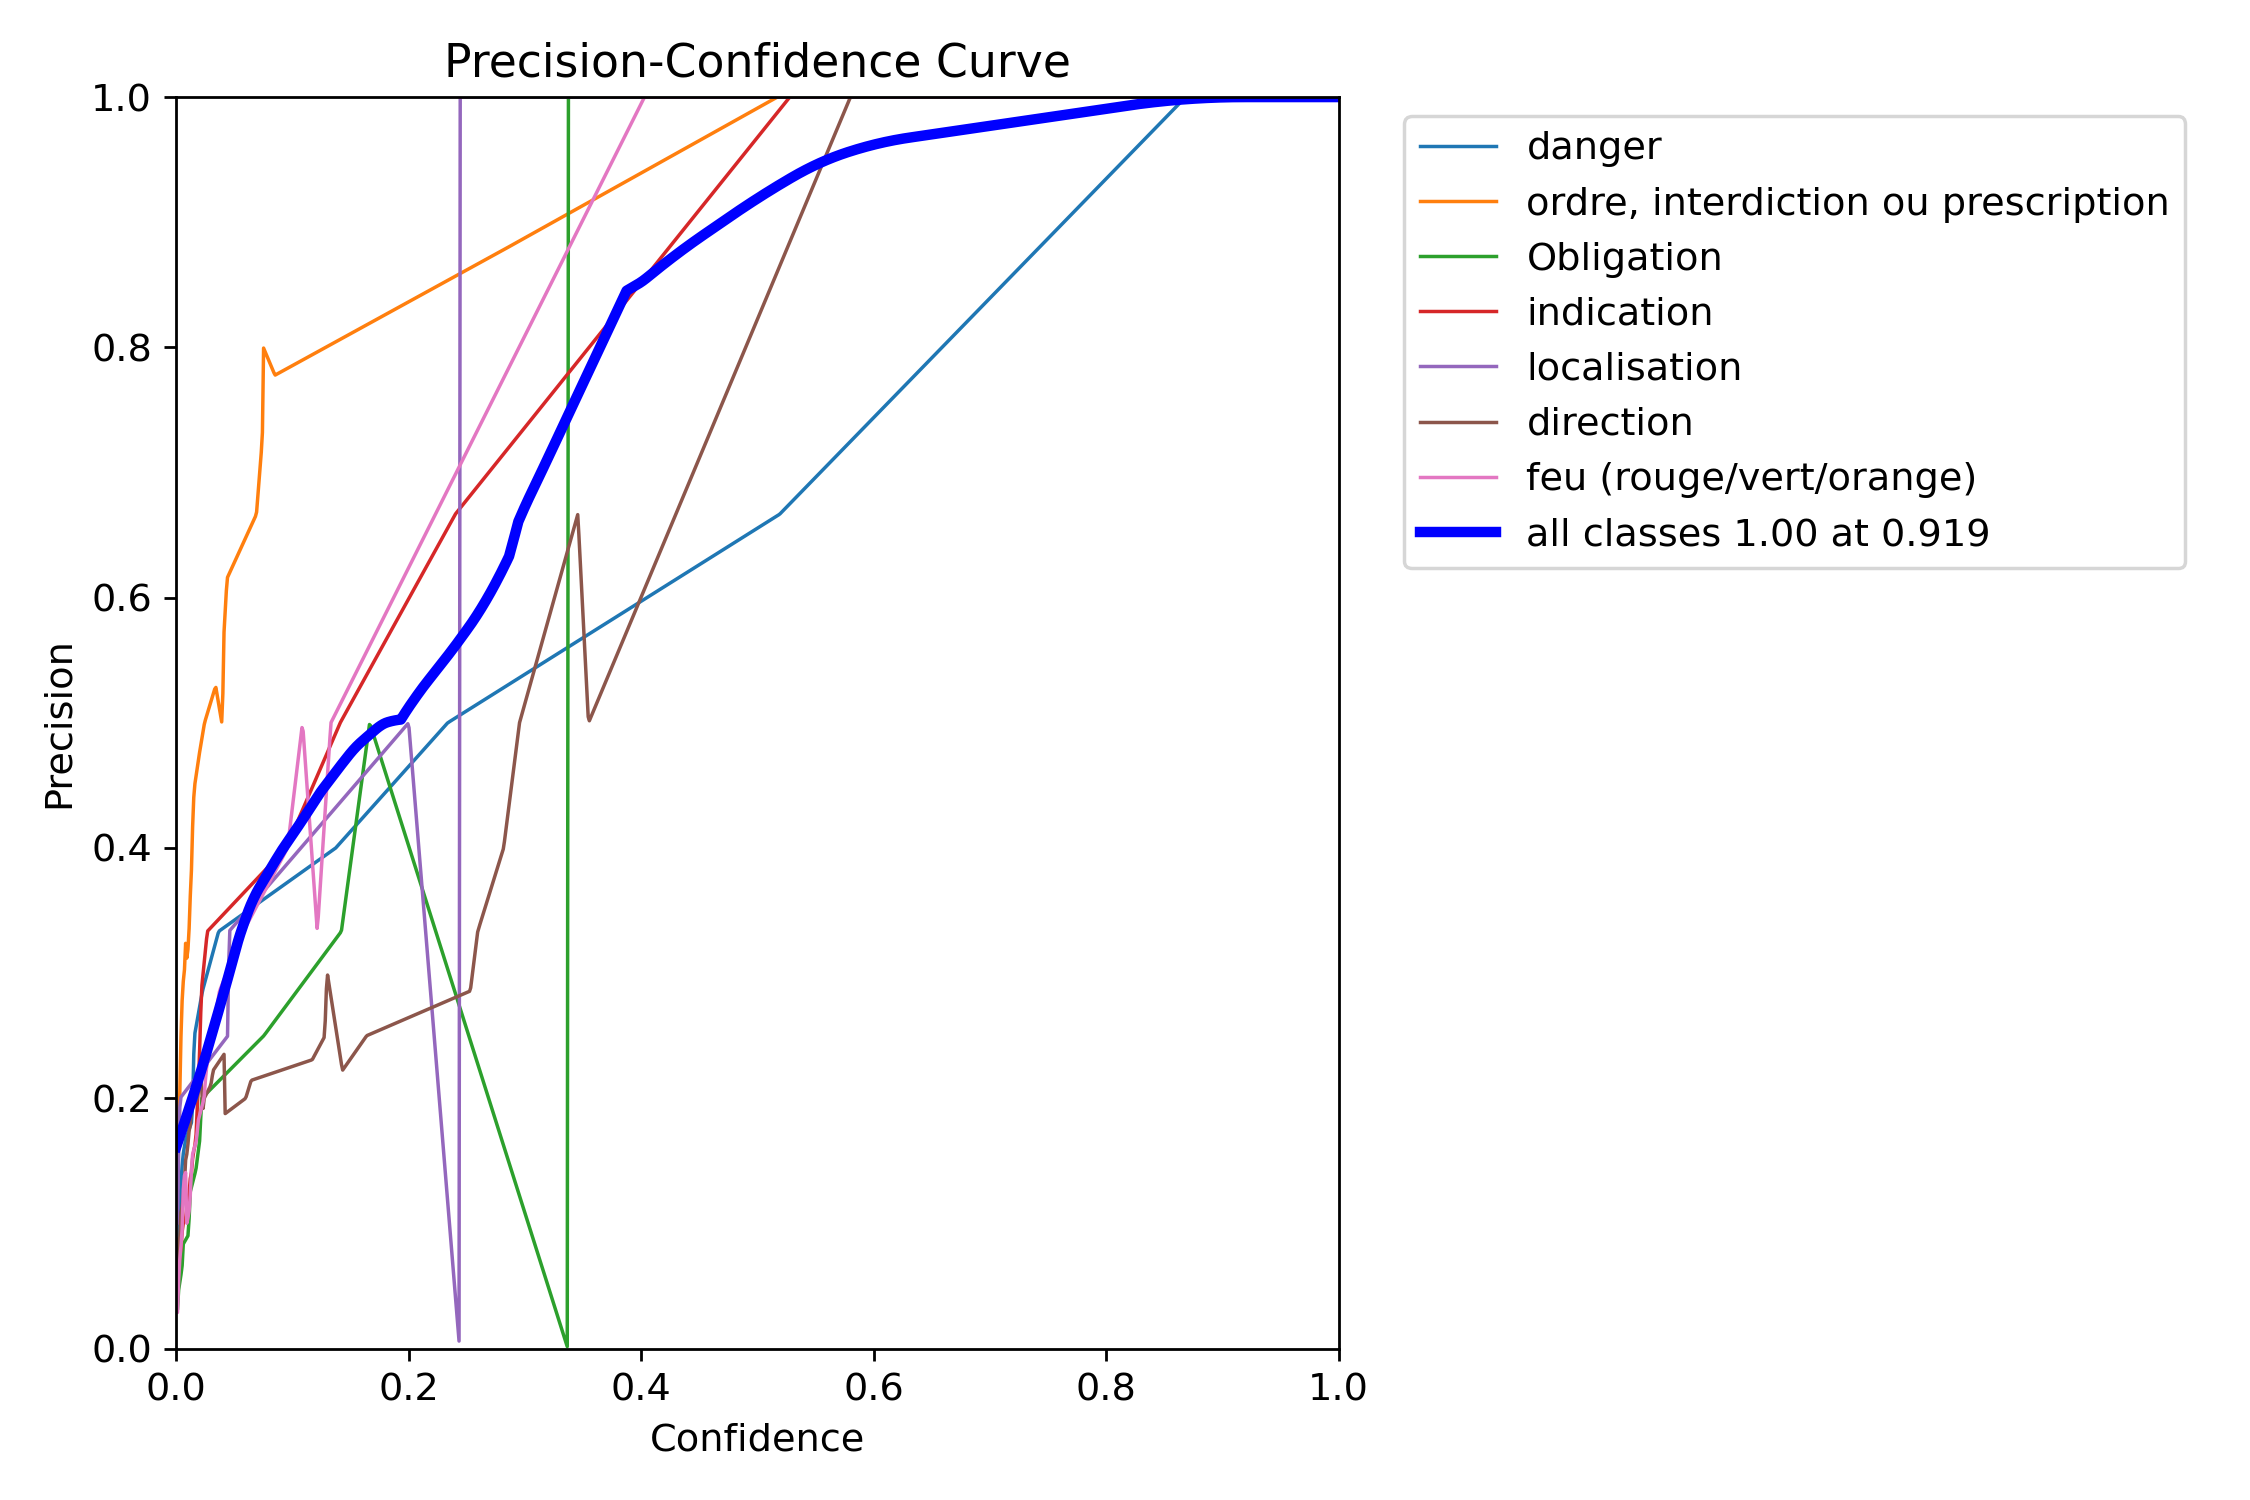 Precision-Confidence Curve
1.0
0.8
0.6
0.4
0.2
0.0
Precision
0.0 0.2 0.4 0.6 0.8 1.0
Confidence
danger
ordre, interdiction ou prescription
Obligation
indication
localisation
direction
feu (rouge/vert/orange)
all classes 1.00 at 0.919